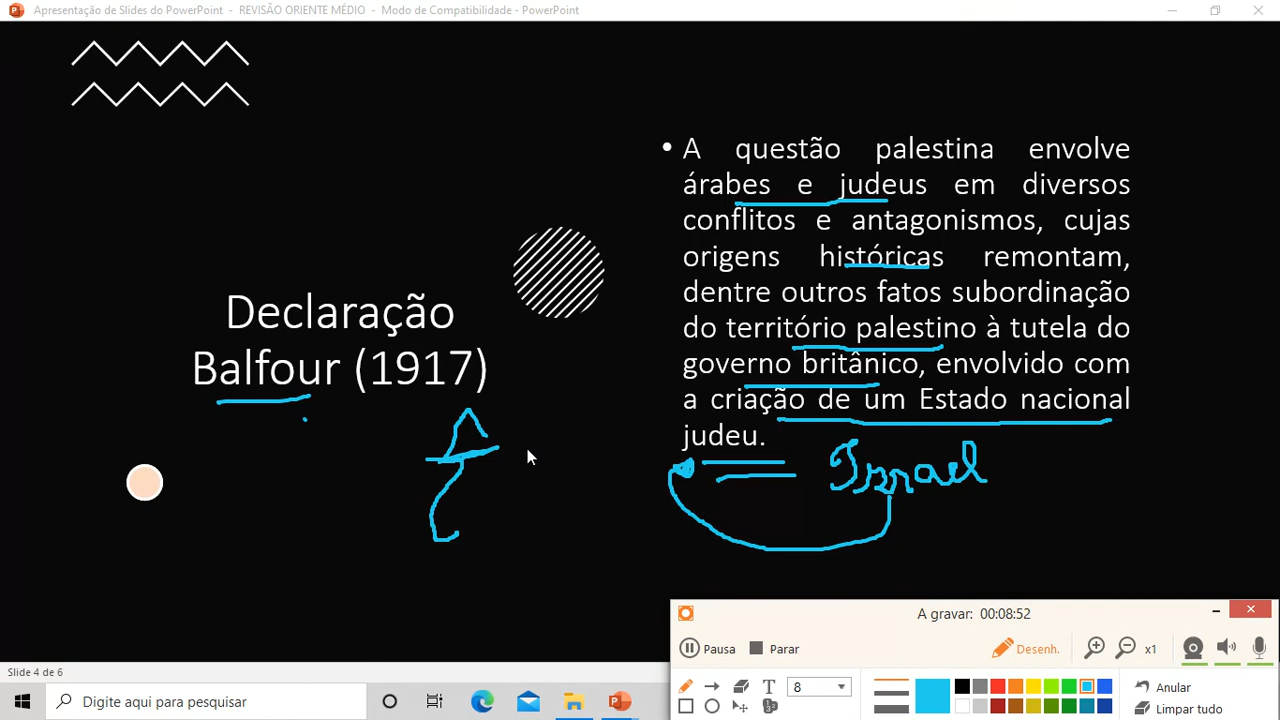 Apresentação de Slides do PowerPoint - REVISÃO ORIENTE MÉDIO - Modo de Compatibilidade - PowerPoint
Declaração
Balfour (1917)
• A questão palestina envolve
árabes e judeus em diversos
conflitos e antagonismos, cujas
origens históricas remontam,
dentre outros fatos subordinação
do território palestino à tutela do
governo britânico, envolvido com
a criação de um Estado nacional
judeu.
Israel
A gravar: 00:08:52
Pausa Parar Desenh. x1
T 8 Anular
Limpar tudo
Slide 4 de 6
Digite aqui para pesquisar